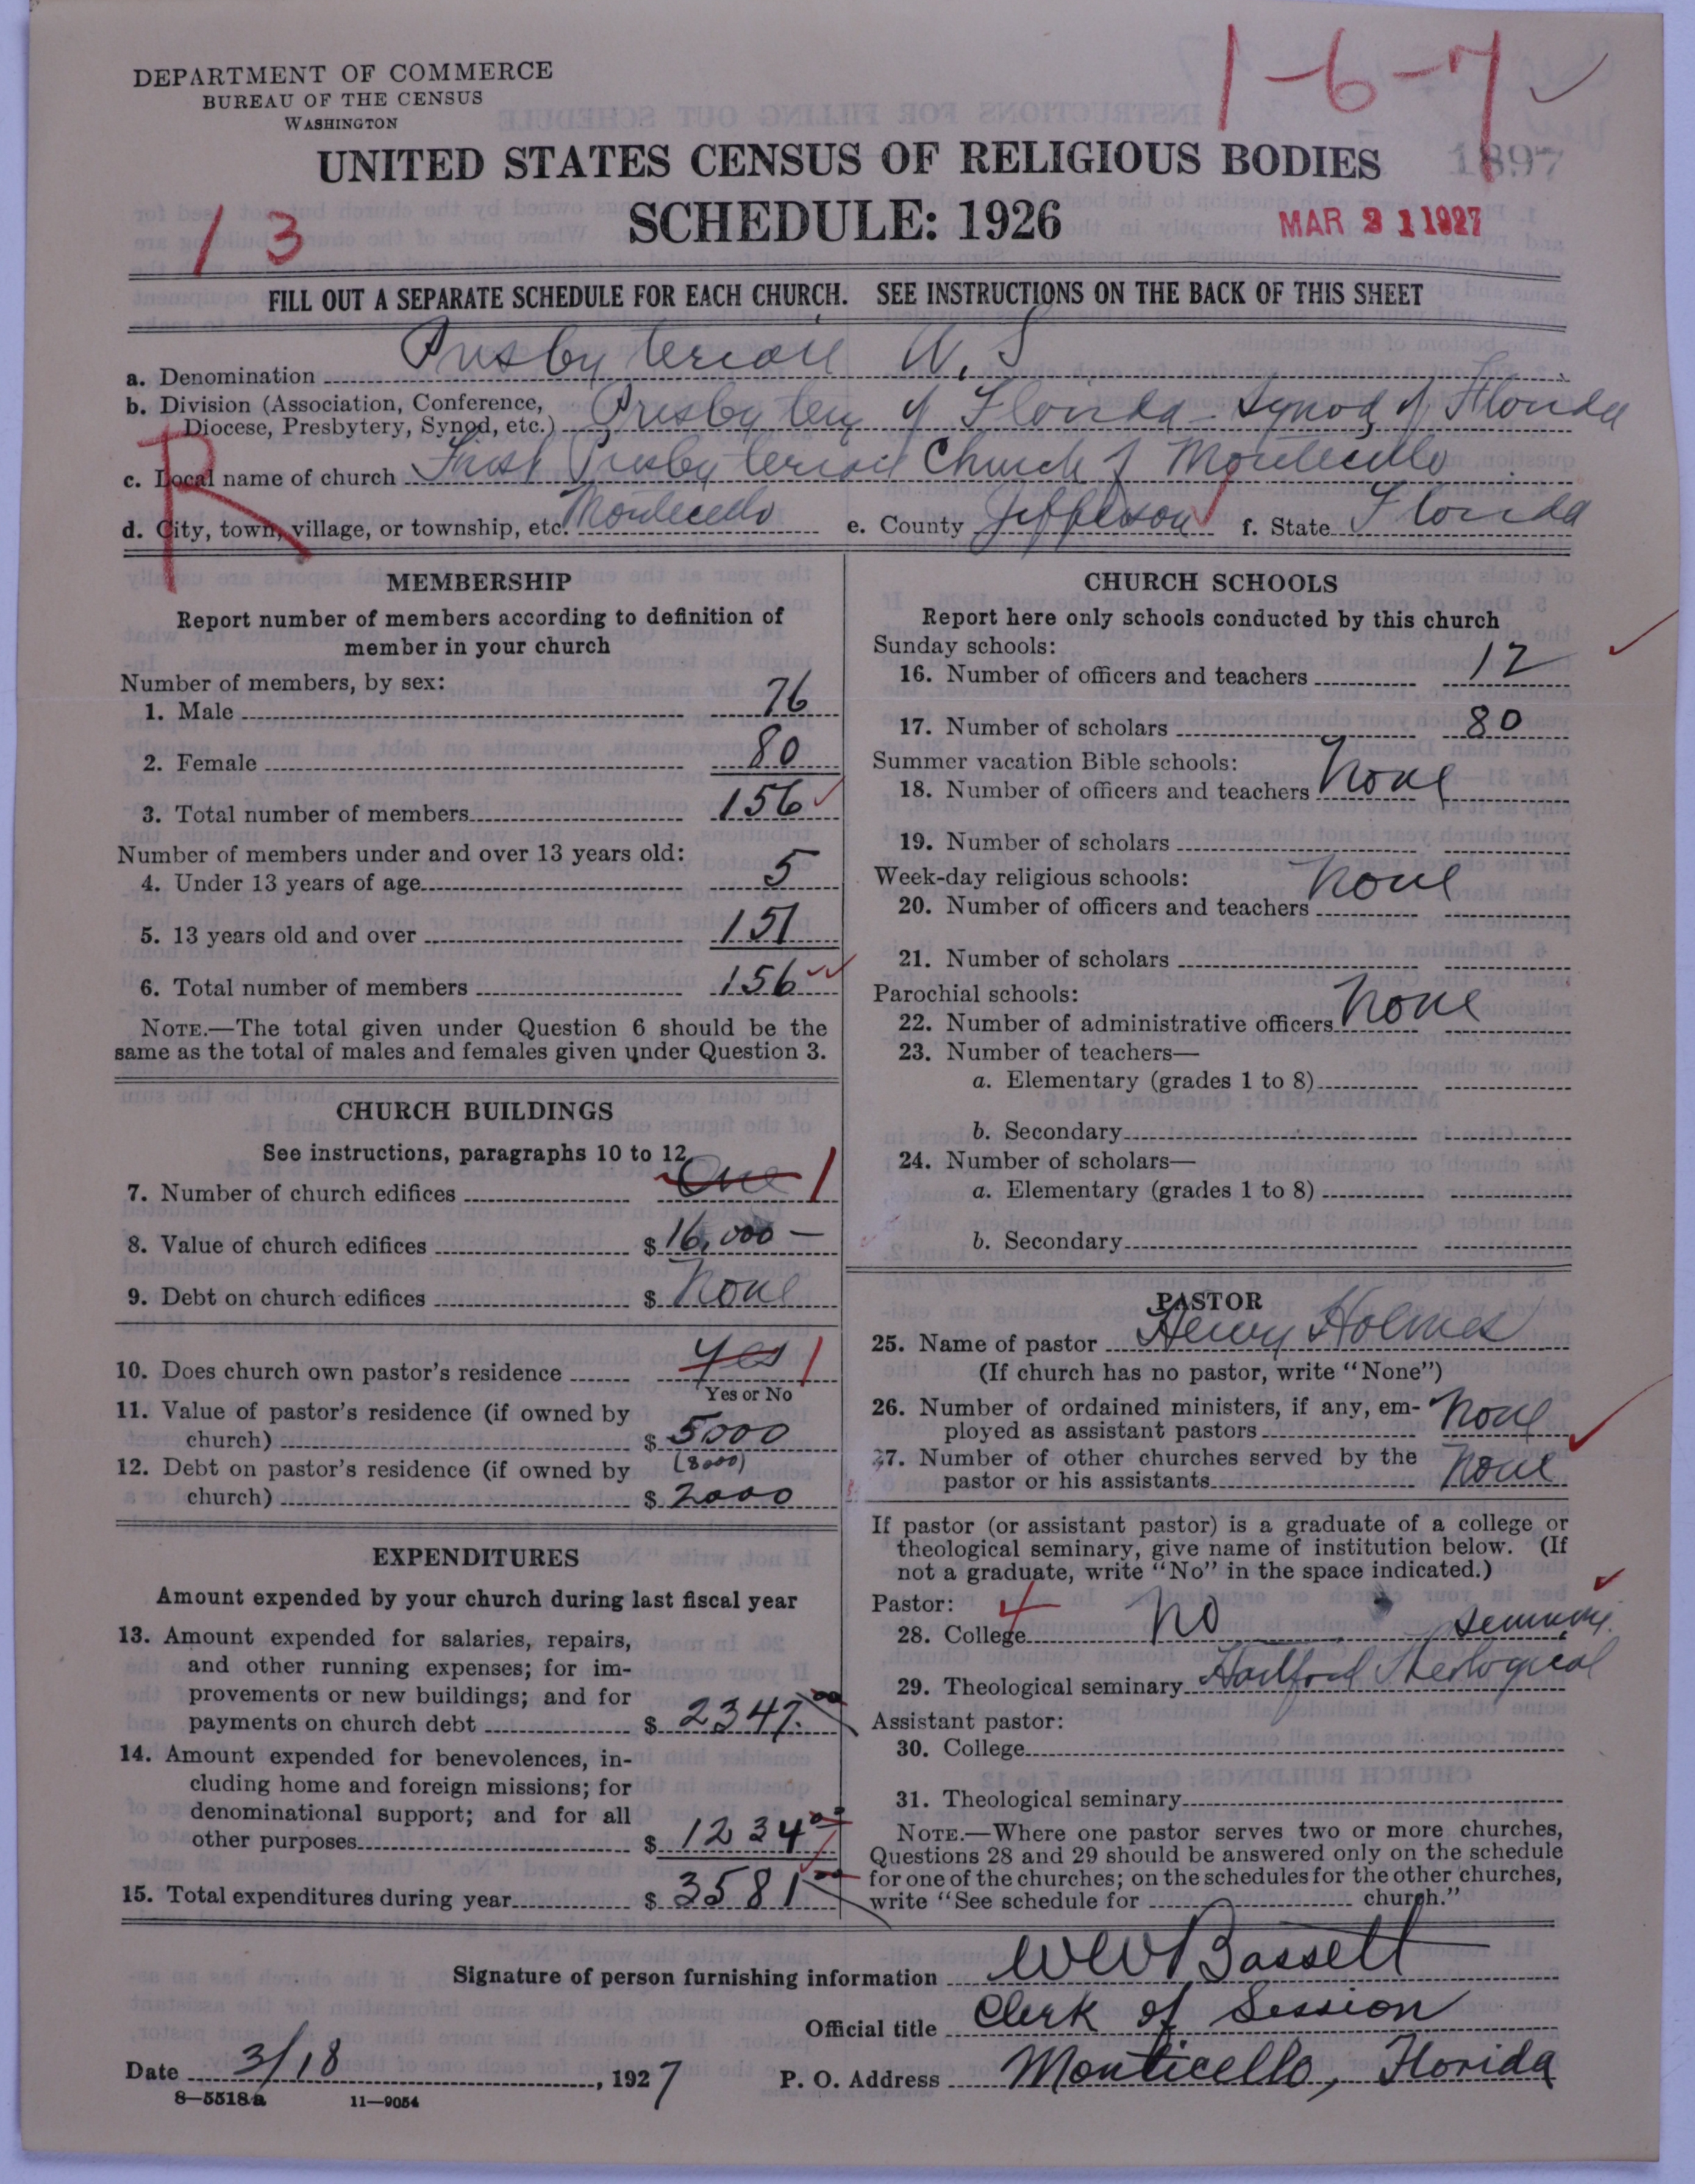 1-6-7
DEPARTMENT OF COMMERCE
BUREAU OF THE CENSUS
WASHINGTON
UNITED STATES CENSUS OF RELIGIOUS BODIES
1897
SCHEDULE: 1926
MAR 31 1927
13
FILL OUT A SEPARATE SCHEDULE FOR EACH CHURCH. SEE INSTRUCTIONS ON THE BACK OF THIS SHEET
a. Denomination Presbyterian U.S
b. Division (Association, Conference,
Diocese, Presbytery, Synod, etc.) Presbytery of Florida - Synod of Florida
R
c. Local name of church First Presbyterian Church of Monticello
d. City, town, village, or township, etc. Monticello e. County Jefferson f. State Florida
MEMBERSHIP
Report number of members according to definition of
member in your church
Number of members, by sex:
1. Male 76
2. Female 80
3. Total number of members 156
Number of members under and over 13 years old:
4. Under 13 years of age 5
5. 13 years old and over 151
6. Total number of members 156
NOTE.—The total given under Question 6 should be the
same as the total of males and females given under Question 3.
CHURCH BUILDINGS
See instructions, paragraphs 10 to 12
7. Number of church edifices One 1
8. Value of church edifices $ 16,000 —
9. Debt on church edifices $ None
10. Does church own pastor's residence Yes 1
Yes or No
11. Value of pastor's residence (if owned by
church) $ 5000
(8000)
12. Debt on pastor's residence (if owned by
church) $ 2000
EXPENDITURES
Amount expended by your church during last fiscal year
13. Amount expended for salaries, repairs,
and other running expenses; for im-
provements or new buildings; and for
payments on church debt $ 2347.00
14. Amount expended for benevolences, in-
cluding home and foreign missions; for
denominational support; and for all
other purposes $ 1234 00
15. Total expenditures during year $ 3581 00
CHURCH SCHOOLS
Report here only schools conducted by this church
Sunday schools:
16. Number of officers and teachers 12
17. Number of scholars 80
Summer vacation Bible schools:
18. Number of officers and teachers None
19. Number of scholars
Week-day religious schools:
20. Number of officers and teachers None
21. Number of scholars
Parochial schools:
22. Number of administrative officers None
23. Number of teachers—
a. Elementary (grades 1 to 8)
b. Secondary
24. Number of scholars—
a. Elementary (grades 1 to 8)
b. Secondary
PASTOR
25. Name of pastor Henry Holmes
(If church has no pastor, write "None")
26. Number of ordained ministers, if any, em-
ployed as assistant pastors None
27. Number of other churches served by the
pastor or his assistants None
If pastor (or assistant pastor) is a graduate of a college or
theological seminary, give name of institution below. (If
not a graduate, write "No" in the space indicated.)
Pastor:
28. College No
29. Theological seminary Hartford Theological
Assistant pastor:
30. College
31. Theological seminary
NOTE.—Where one pastor serves two or more churches,
Questions 28 and 29 should be answered only on the schedule
for one of the churches; on the schedules for the other churches,
write "See schedule for church."
Signature of person furnishing information WW Bassett
Official title Clerk of Session
Date 3/18, 1927 P. O. Address Monticello, Florida
8—5518a 11—9054